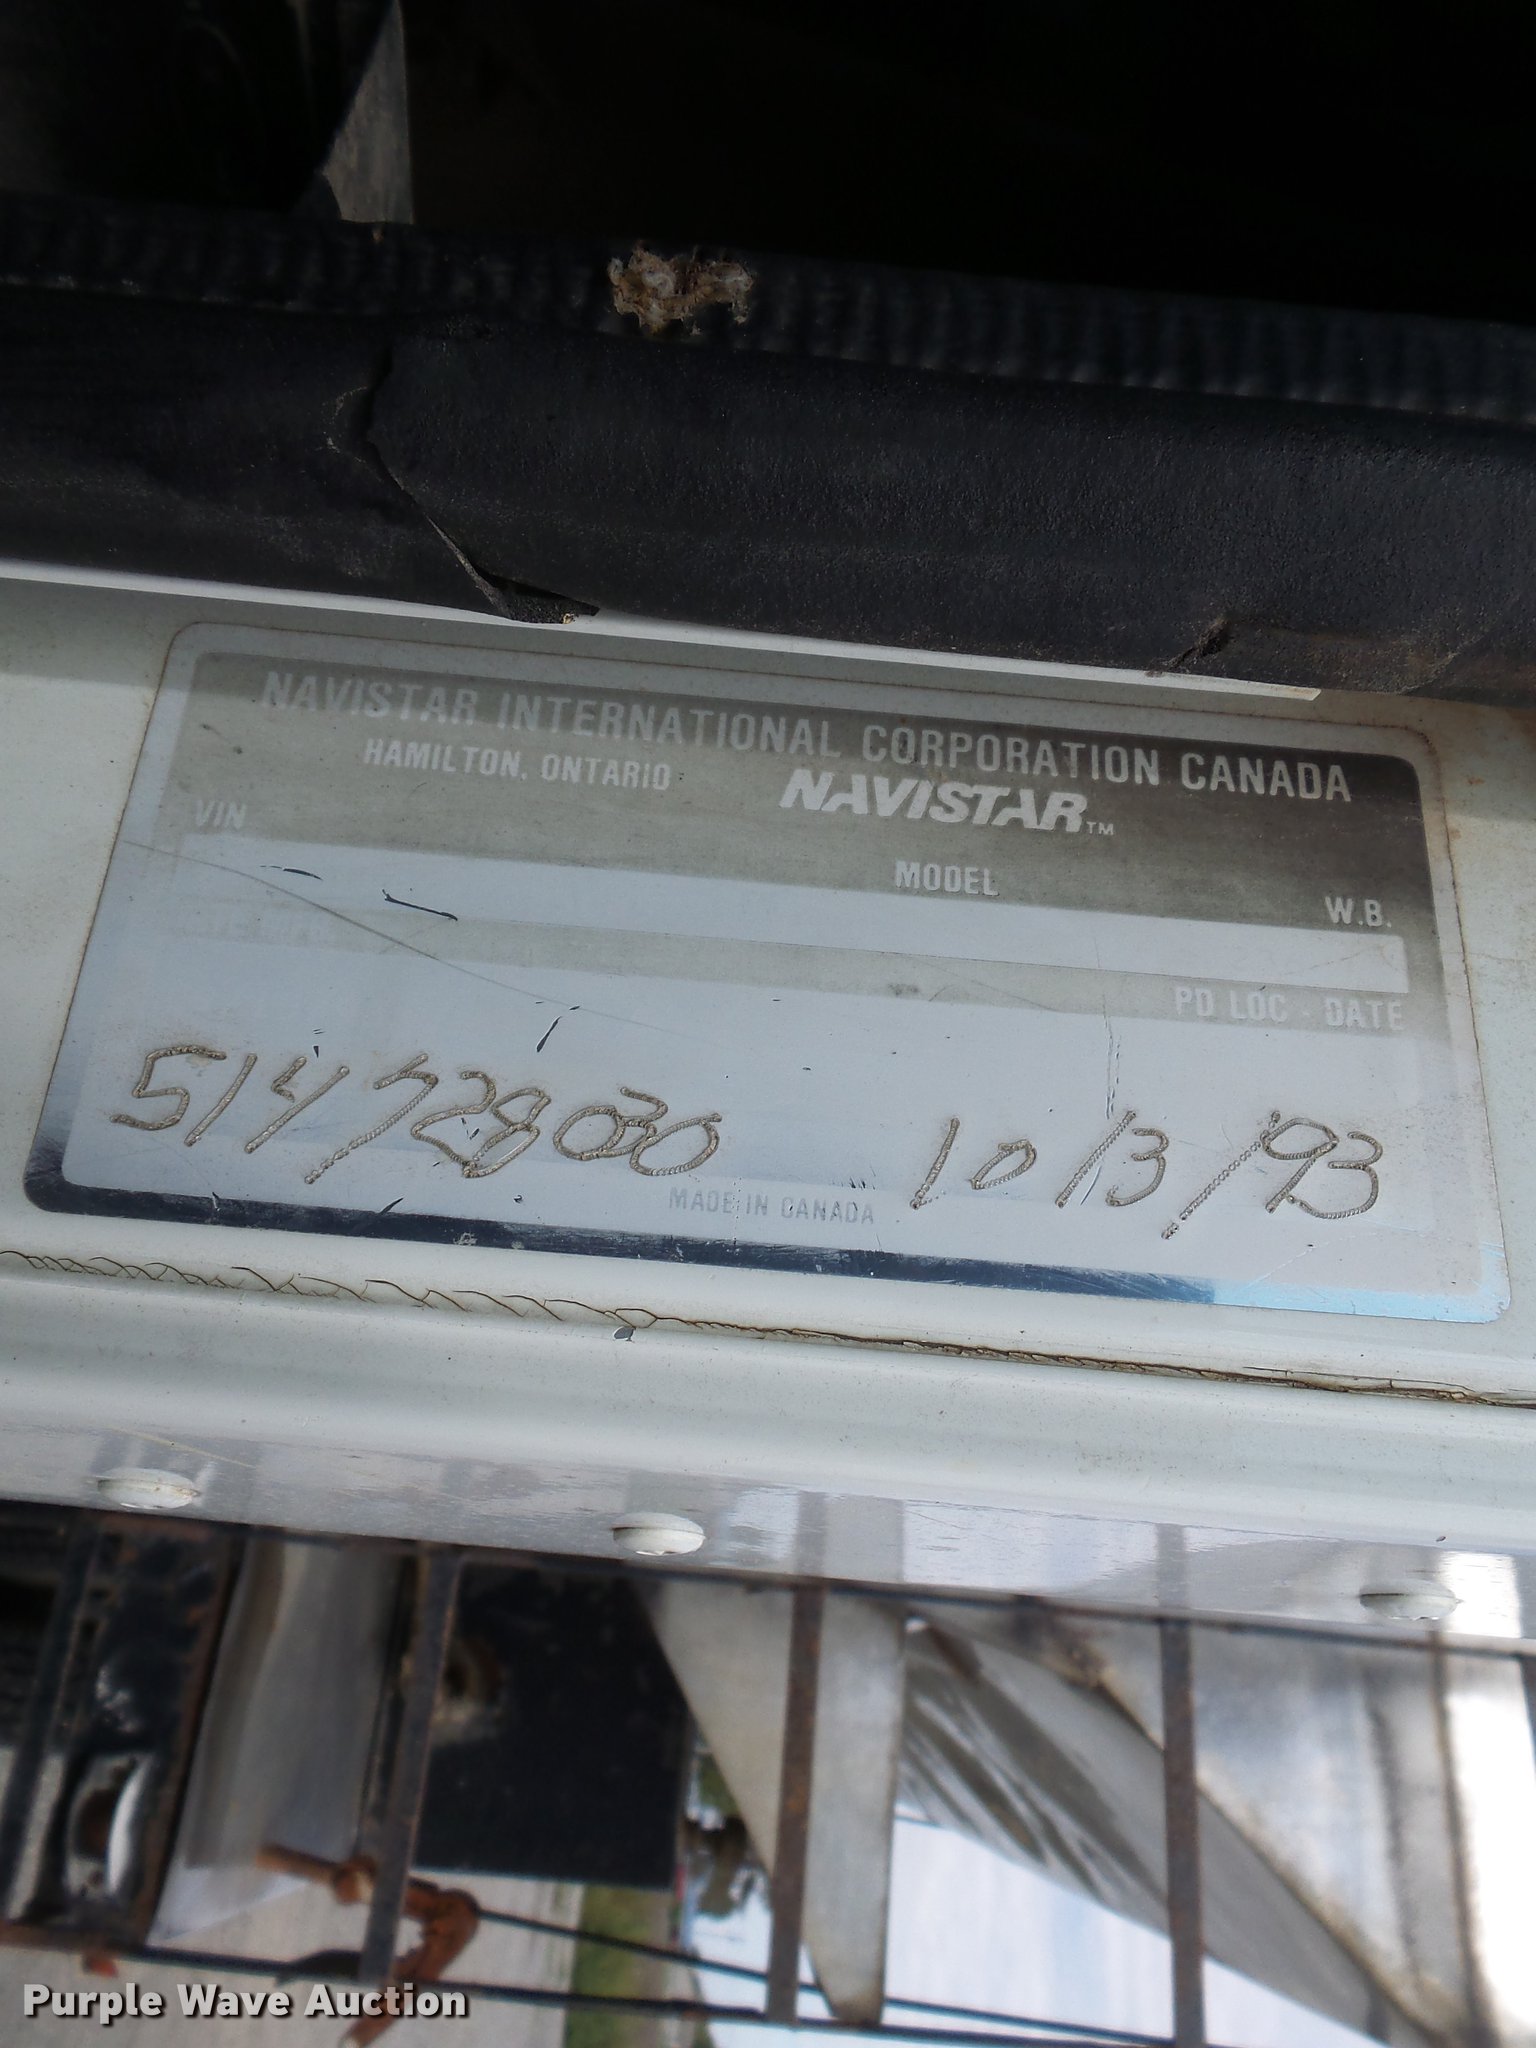 NAVISTAR INTERNATIONAL CORPORATION CANADA
HAMILTON, ONTARIO
NAVISTAR™
VIN
MODEL
W.B.
PD LOC - DATE
514728030 10/3/93
MADE IN CANADA
Purple Wave Auction